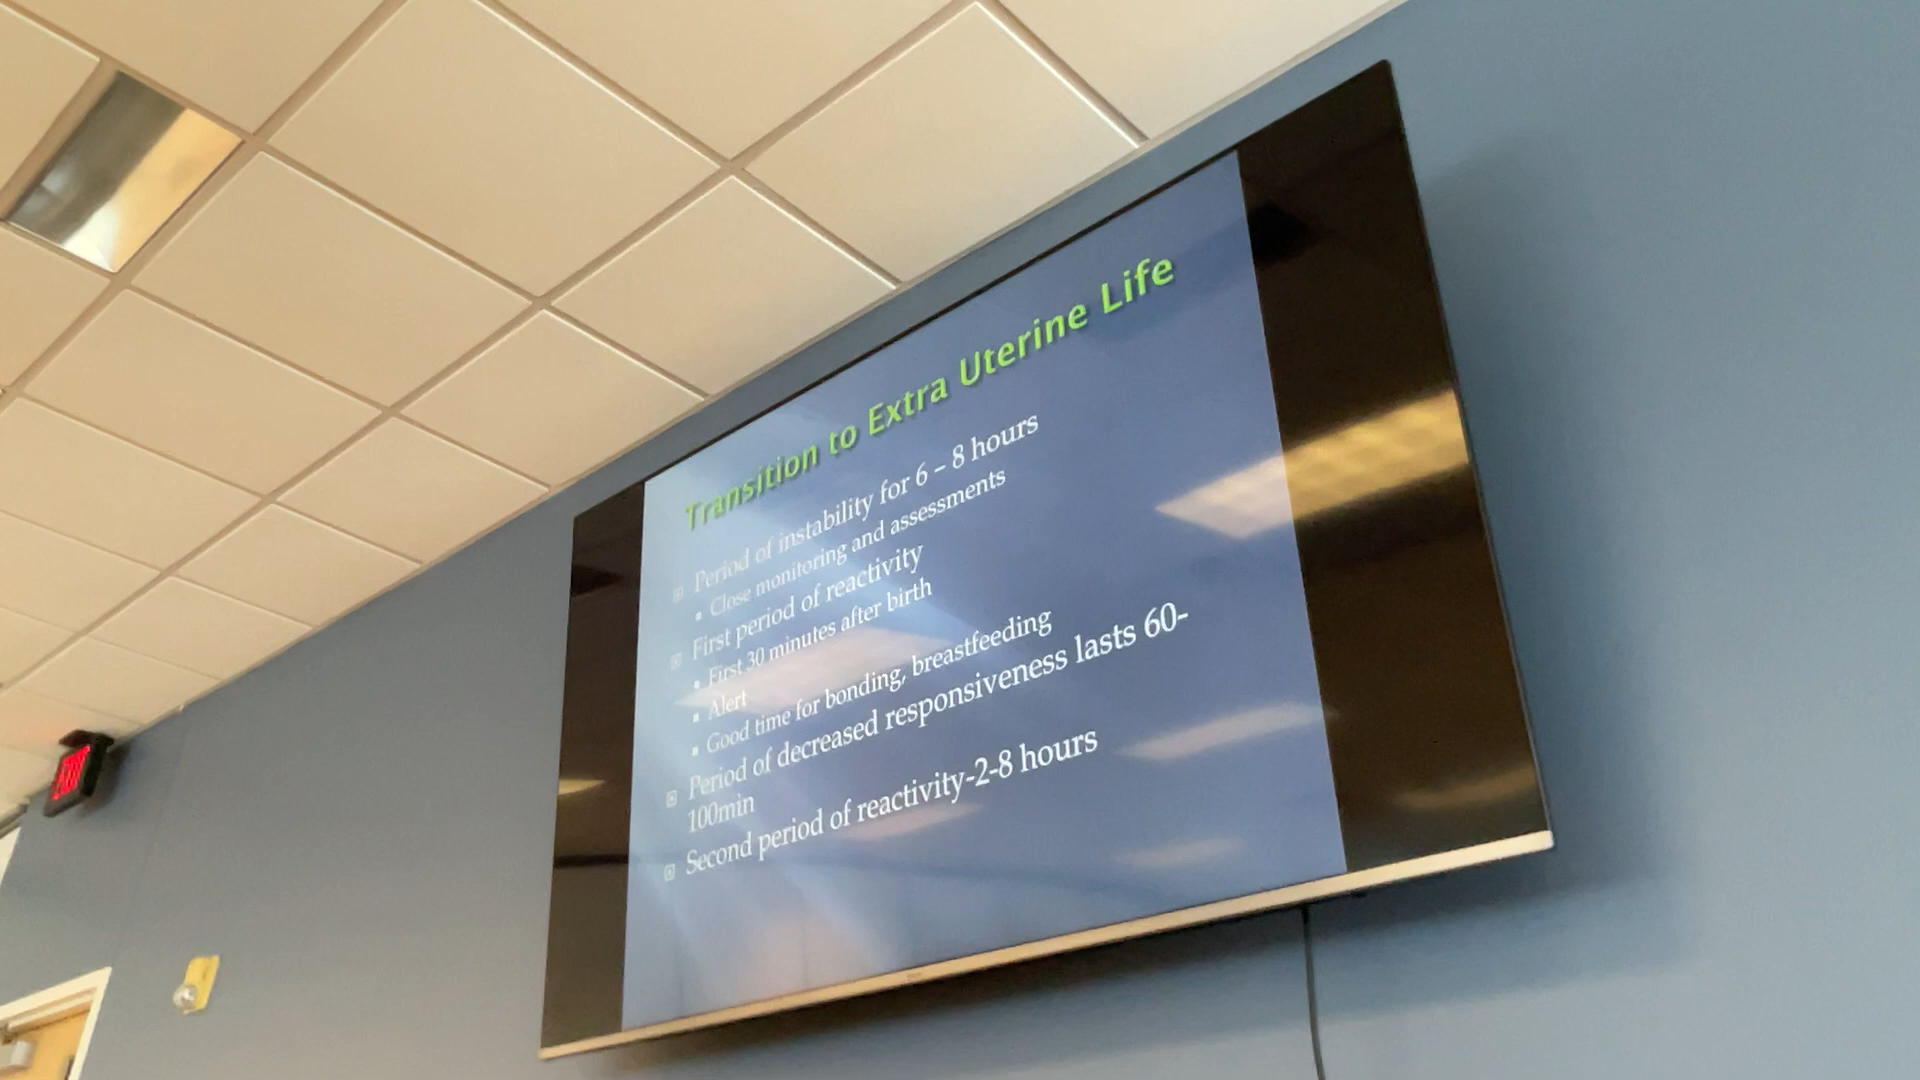 Transition to Extra Uterine Life
Period of instability for 6 – 8 hours
Close monitoring and assessments
First period of reactivity
First 30 minutes after birth
Alert
Good time for bonding, breastfeeding
Period of decreased responsiveness lasts 60-
100min
Second period of reactivity-2-8 hours